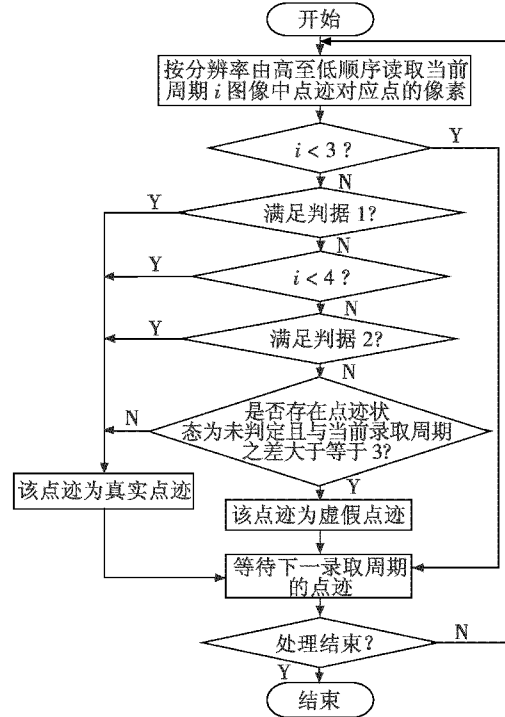 开始
按分辨率由高至低顺序读取当前
周期 i 图像中点迹对应点的像素
i < 3 ?
Y
N
满足判据 1?
Y
N
i < 4 ?
Y
N
满足判据 2?
Y
N
是否存在点迹状
态为未判定且与当前录取周期
之差大于等于 3?
N
Y
该点迹为真实点迹
该点迹为虚假点迹
等待下一录取周期
的点迹
处理结束?
N
Y
结束